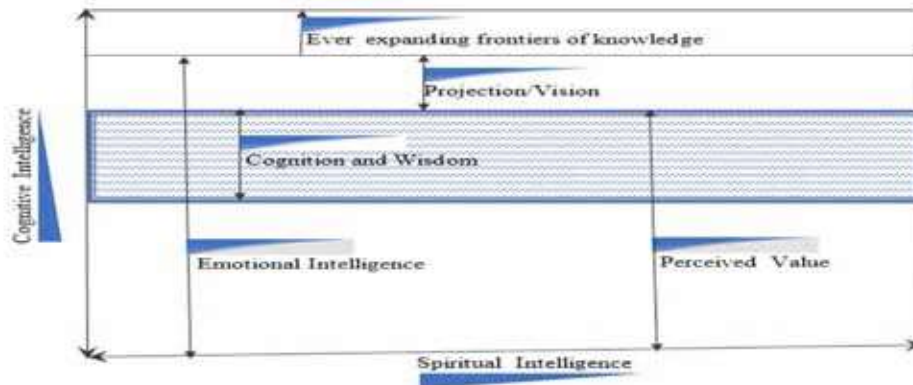 Ever expanding frontiers of knowledge
Projection/Vision
Cognitive Intelligence
Cognition and Wisdom
Emotional Intelligence
Perceived Value
Spiritual Intelligence